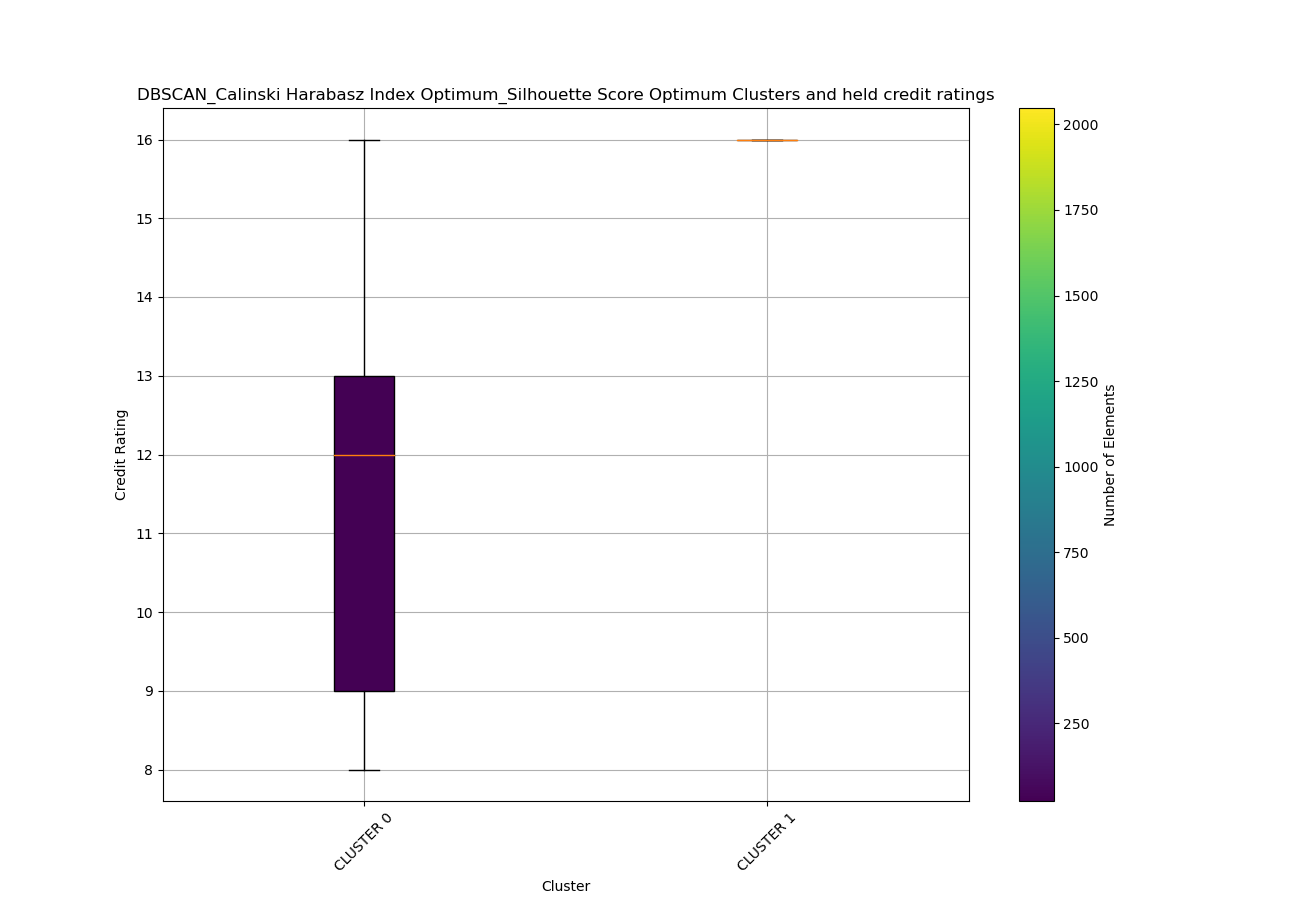 DBSCAN_Calinski Harabasz Index Optimum_Silhouette Score Optimum Clusters and held credit ratings
16
15
14
13
12
11
10
9
8
Credit Rating
CLUSTER 0
CLUSTER 1
Cluster
2000
1750
1500
1250
1000
750
500
250
Number of Elements